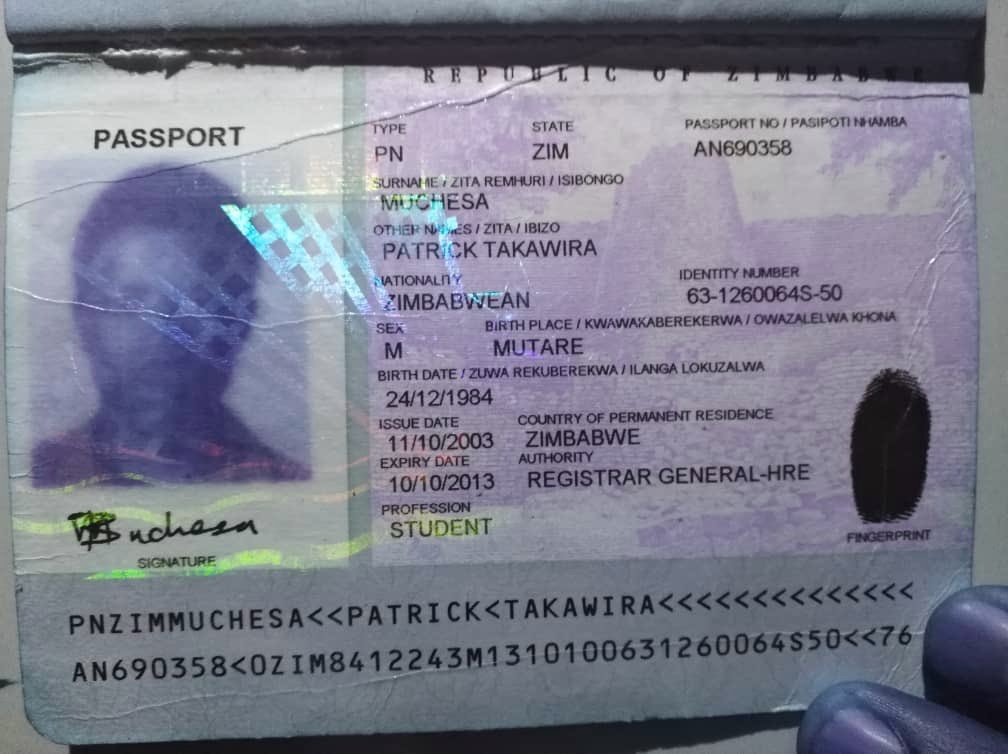 REPUBLIC OF ZIMBABWE
PASSPORT
TYPE STATE PASSPORT NO / PASIPOTI NHAMBA
PN ZIM AN690358
SURNAME / ZITA REMHURI / ISIBONGO
MUCHESA
OTHER NAMES / ZITA / IBIZO
PATRICK TAKAWIRA
NATIONALITY IDENTITY NUMBER
ZIMBABWEAN 63-1260064S-50
SEX BIRTH PLACE / KWAWAKABEREKERWA / OWAZALELWA KHONA
M MUTARE
BIRTH DATE / ZUWA REKUBEREKWA / ILANGA LOKUZALWA
24/12/1984
ISSUE DATE COUNTRY OF PERMANENT RESIDENCE
11/10/2003 ZIMBABWE
EXPIRY DATE AUTHORITY
10/10/2013 REGISTRAR GENERAL-HRE
PROFESSION
STUDENT
SIGNATURE
FINGERPRINT
PNZIMMUCHESA<<PATRICK<TAKAWIRA<<<<<<<<<<<<<<
AN690358<0ZIM8412243M1310100631260064S50<<76